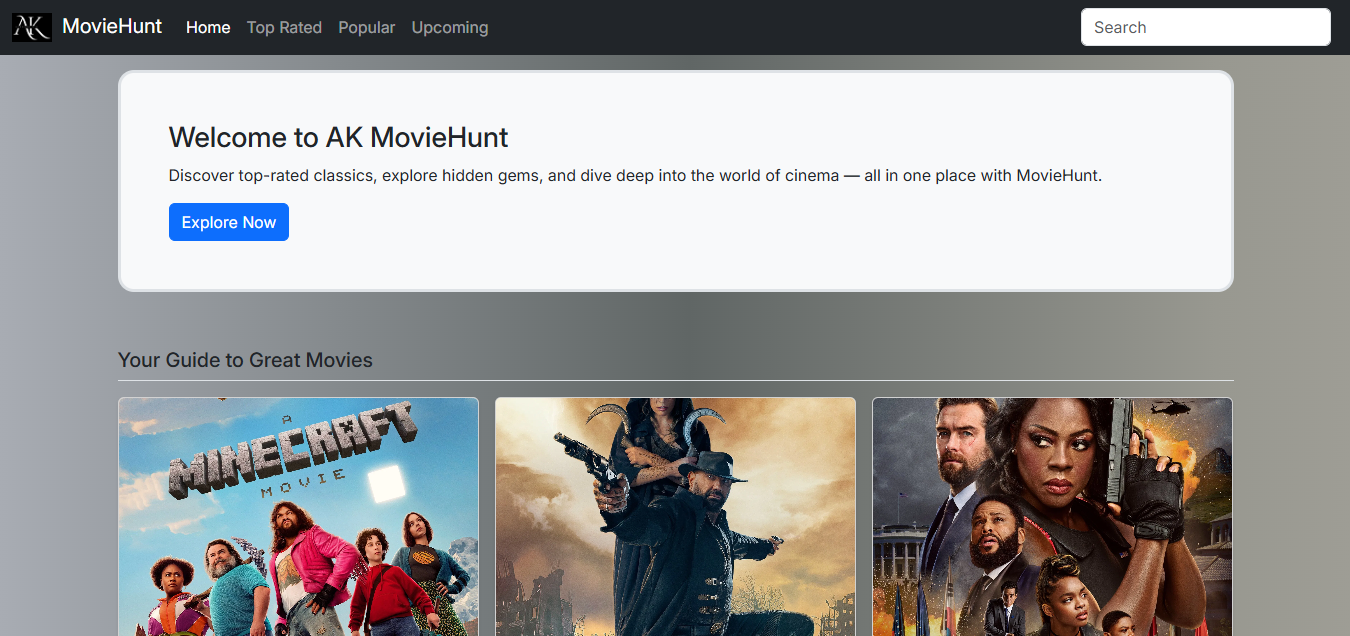 AK
MovieHunt
Home
Top Rated
Popular
Upcoming
Search
Welcome to AK MovieHunt
Discover top-rated classics, explore hidden gems, and dive deep into the world of cinema — all in one place with MovieHunt.
Explore Now
Your Guide to Great Movies
A
MINECRAFT
MOVIE